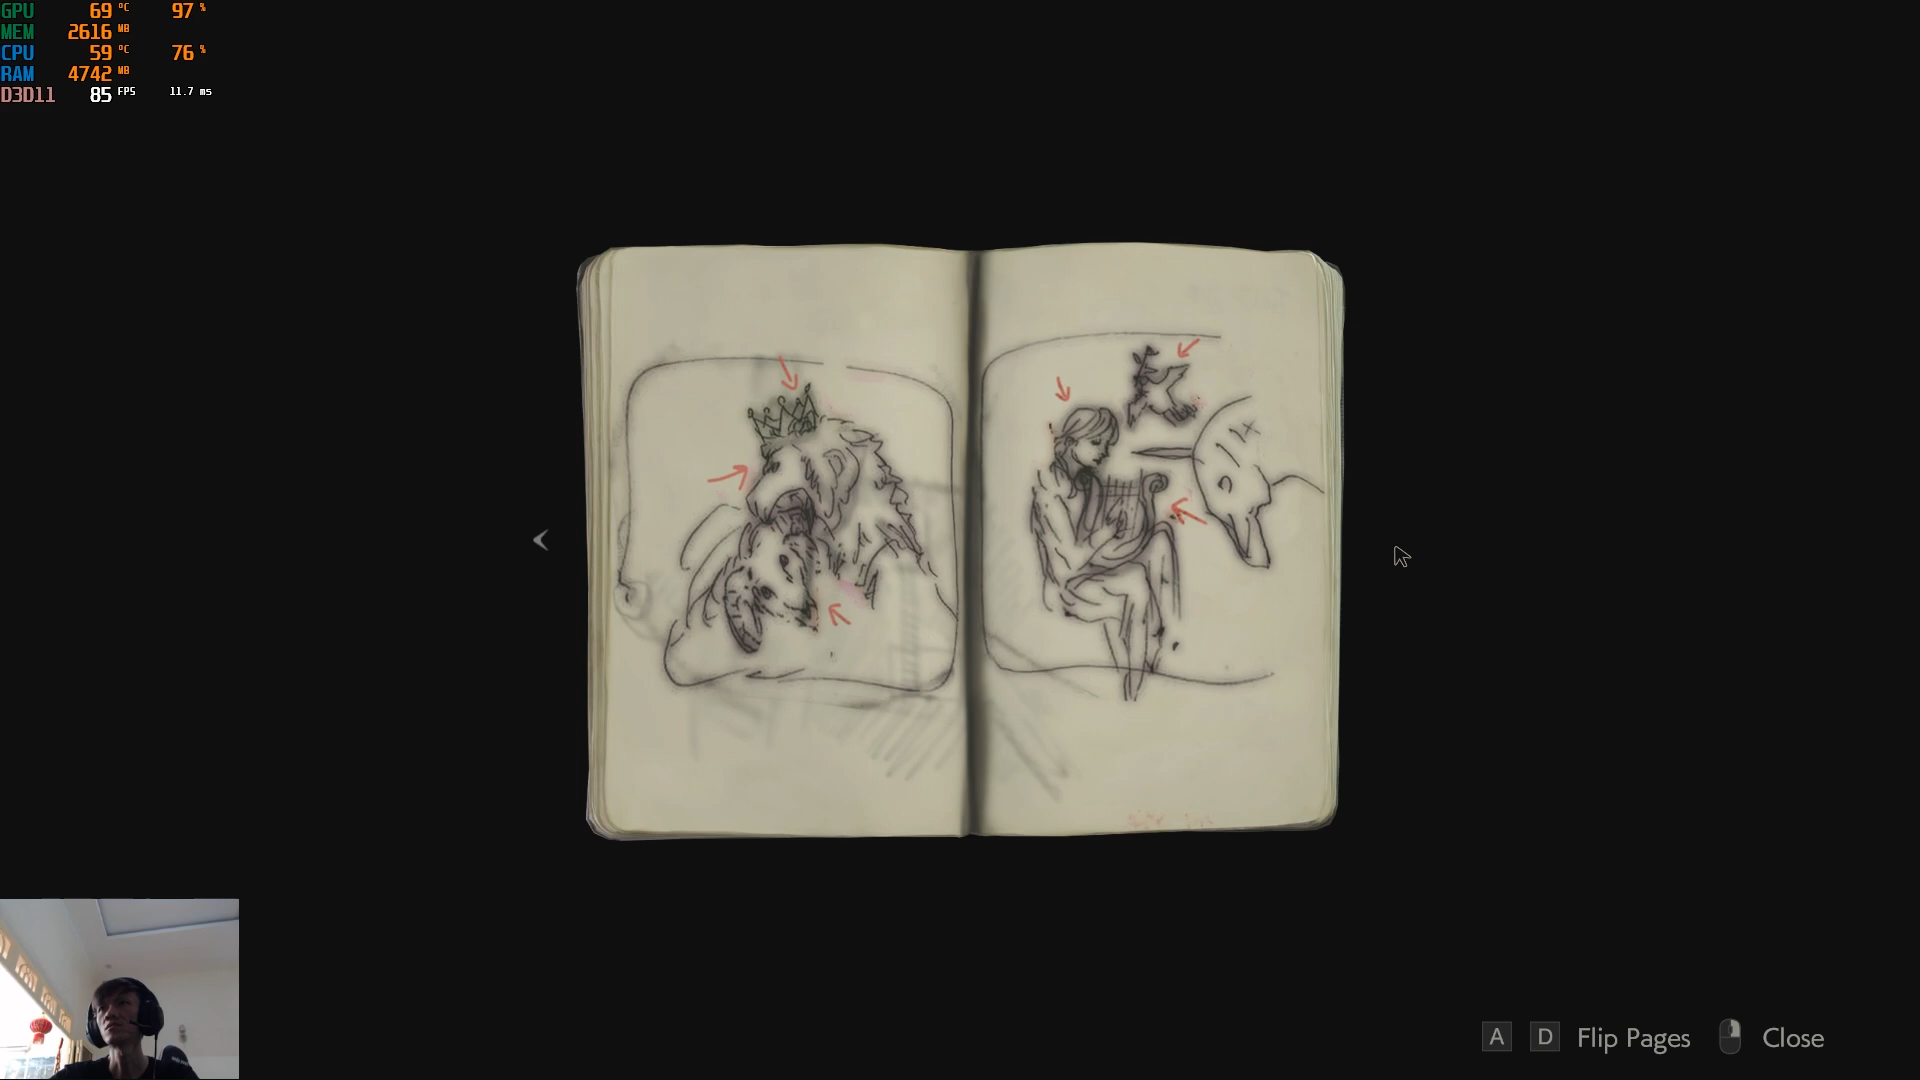 GPU 69 °C 97 %
MEM 2616 MB
CPU 59 °C 76 %
RAM 4742 MB
D3D11 85 FPS 11.7 ms
A D Flip Pages Close